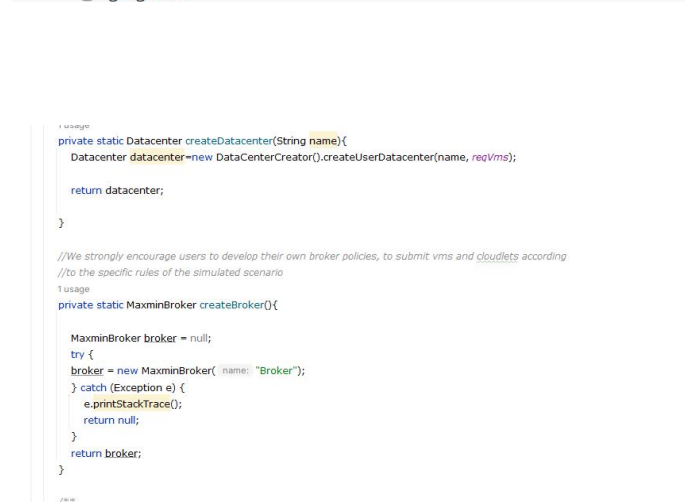 1 usage
private static Datacenter createDatacenter(String name){
Datacenter datacenter=new DataCenterCreator().createUserDatacenter(name, reqVms);
return datacenter;
}
//We strongly encourage users to develop their own broker policies, to submit vms and cloudlets according
//to the specific rules of the simulated scenario
1 usage
private static MaxminBroker createBroker(){
MaxminBroker broker = null;
try {
broker = new MaxminBroker( name: "Broker");
} catch (Exception e) {
e.printStackTrace();
return null;
}
return broker;
}
/**